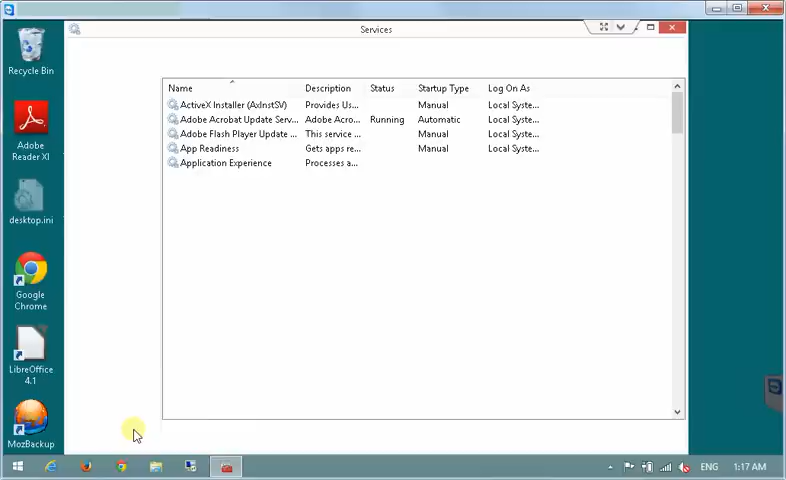 Services
Recycle Bin
Adobe
Reader XI
desktop.ini
Google
Chrome
LibreOffice
4.1
MozBackup
Name Description Status Startup Type Log On As
ActiveX Installer (AxInstSV) Provides Us... Manual Local Syste...
Adobe Acrobat Update Serv... Adobe Acro... Running Automatic Local Syste...
Adobe Flash Player Update ... This service ... Manual Local Syste...
App Readiness Gets apps re... Manual Local Syste...
Application Experience Processes a...
ENG 1:17 AM